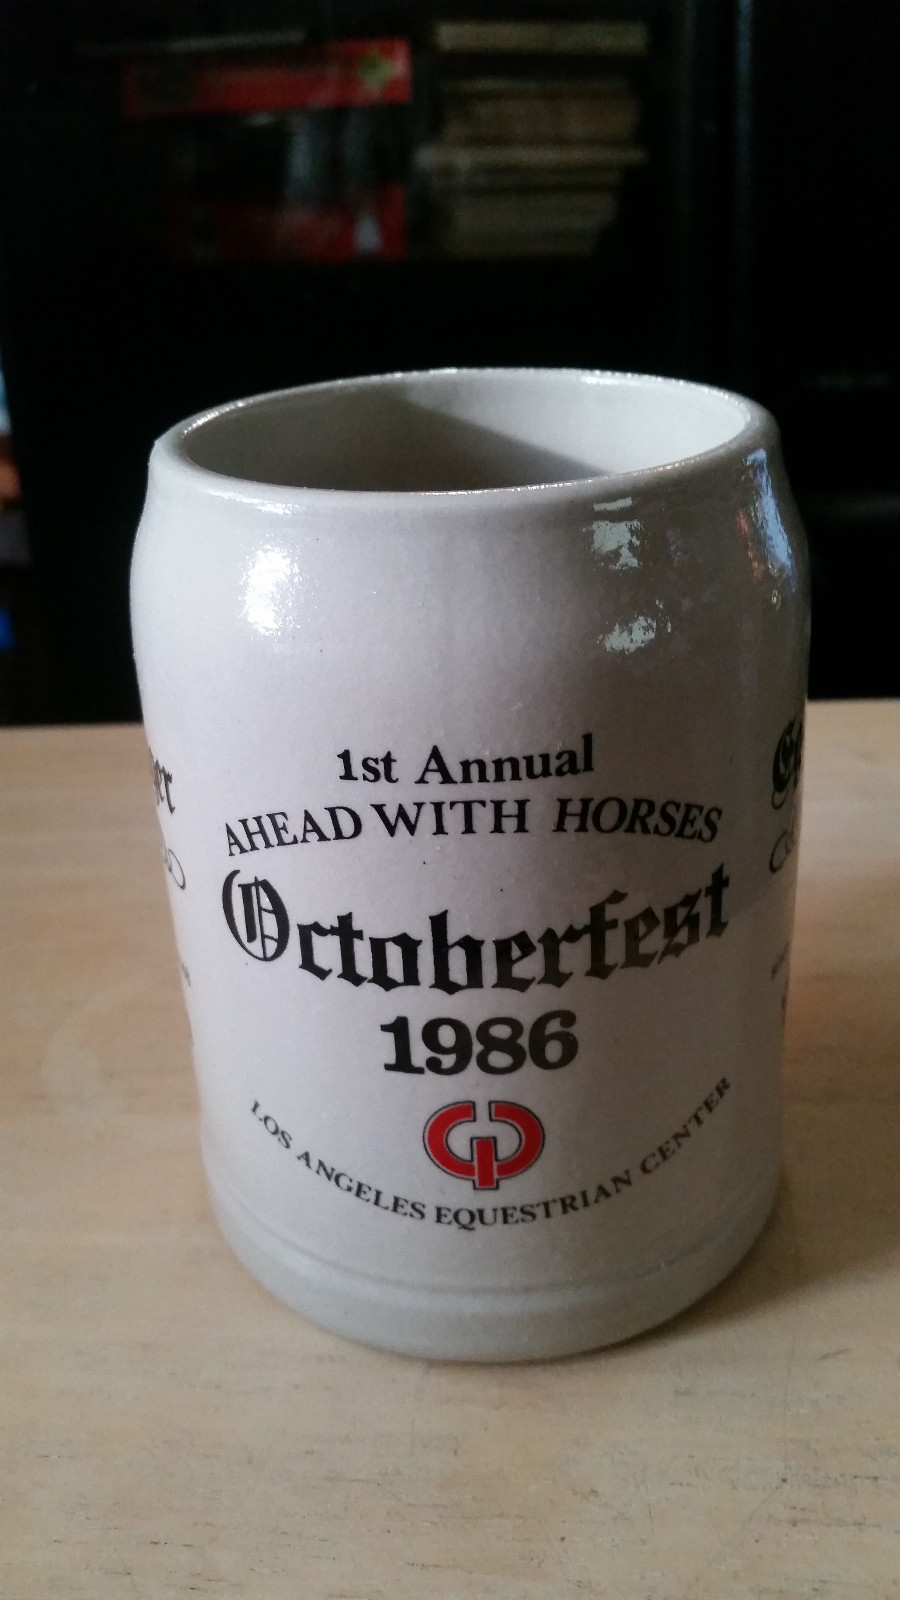 1st Annual
AHEAD WITH HORSES
Octoberfest
1986
LOS ANGELES EQUESTRIAN CENTER